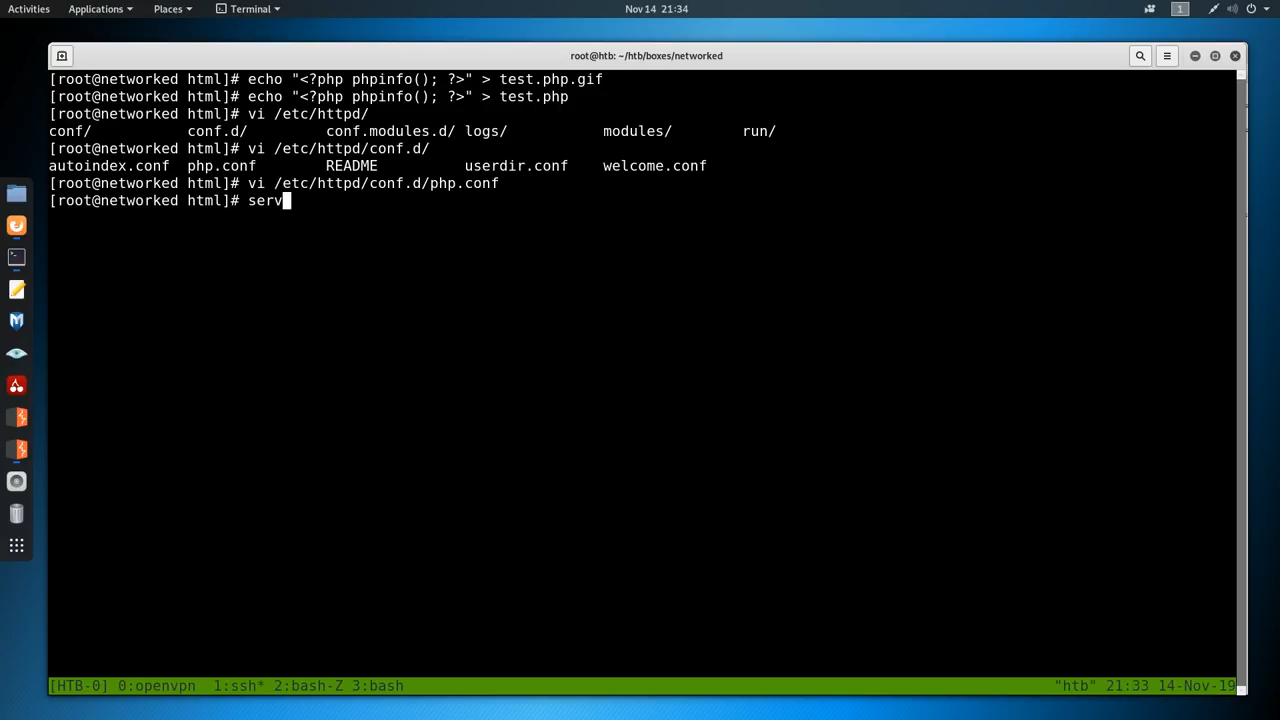 Activities Applications Places Terminal Nov 14 21:34 1
root@htb: ~/htb/boxes/networked
[root@networked html]# echo "<?php phpinfo(); ?>" > test.php.gif
[root@networked html]# echo "<?php phpinfo(); ?>" > test.php
[root@networked html]# vi /etc/httpd/
conf/ conf.d/ conf.modules.d/ logs/ modules/ run/
[root@networked html]# vi /etc/httpd/conf.d/
autoindex.conf php.conf README userdir.conf welcome.conf
[root@networked html]# vi /etc/httpd/conf.d/php.conf
[root@networked html]# serv
[HTB-0] 0:openvpn 1:ssh* 2:bash-Z 3:bash "htb" 21:33 14-Nov-19